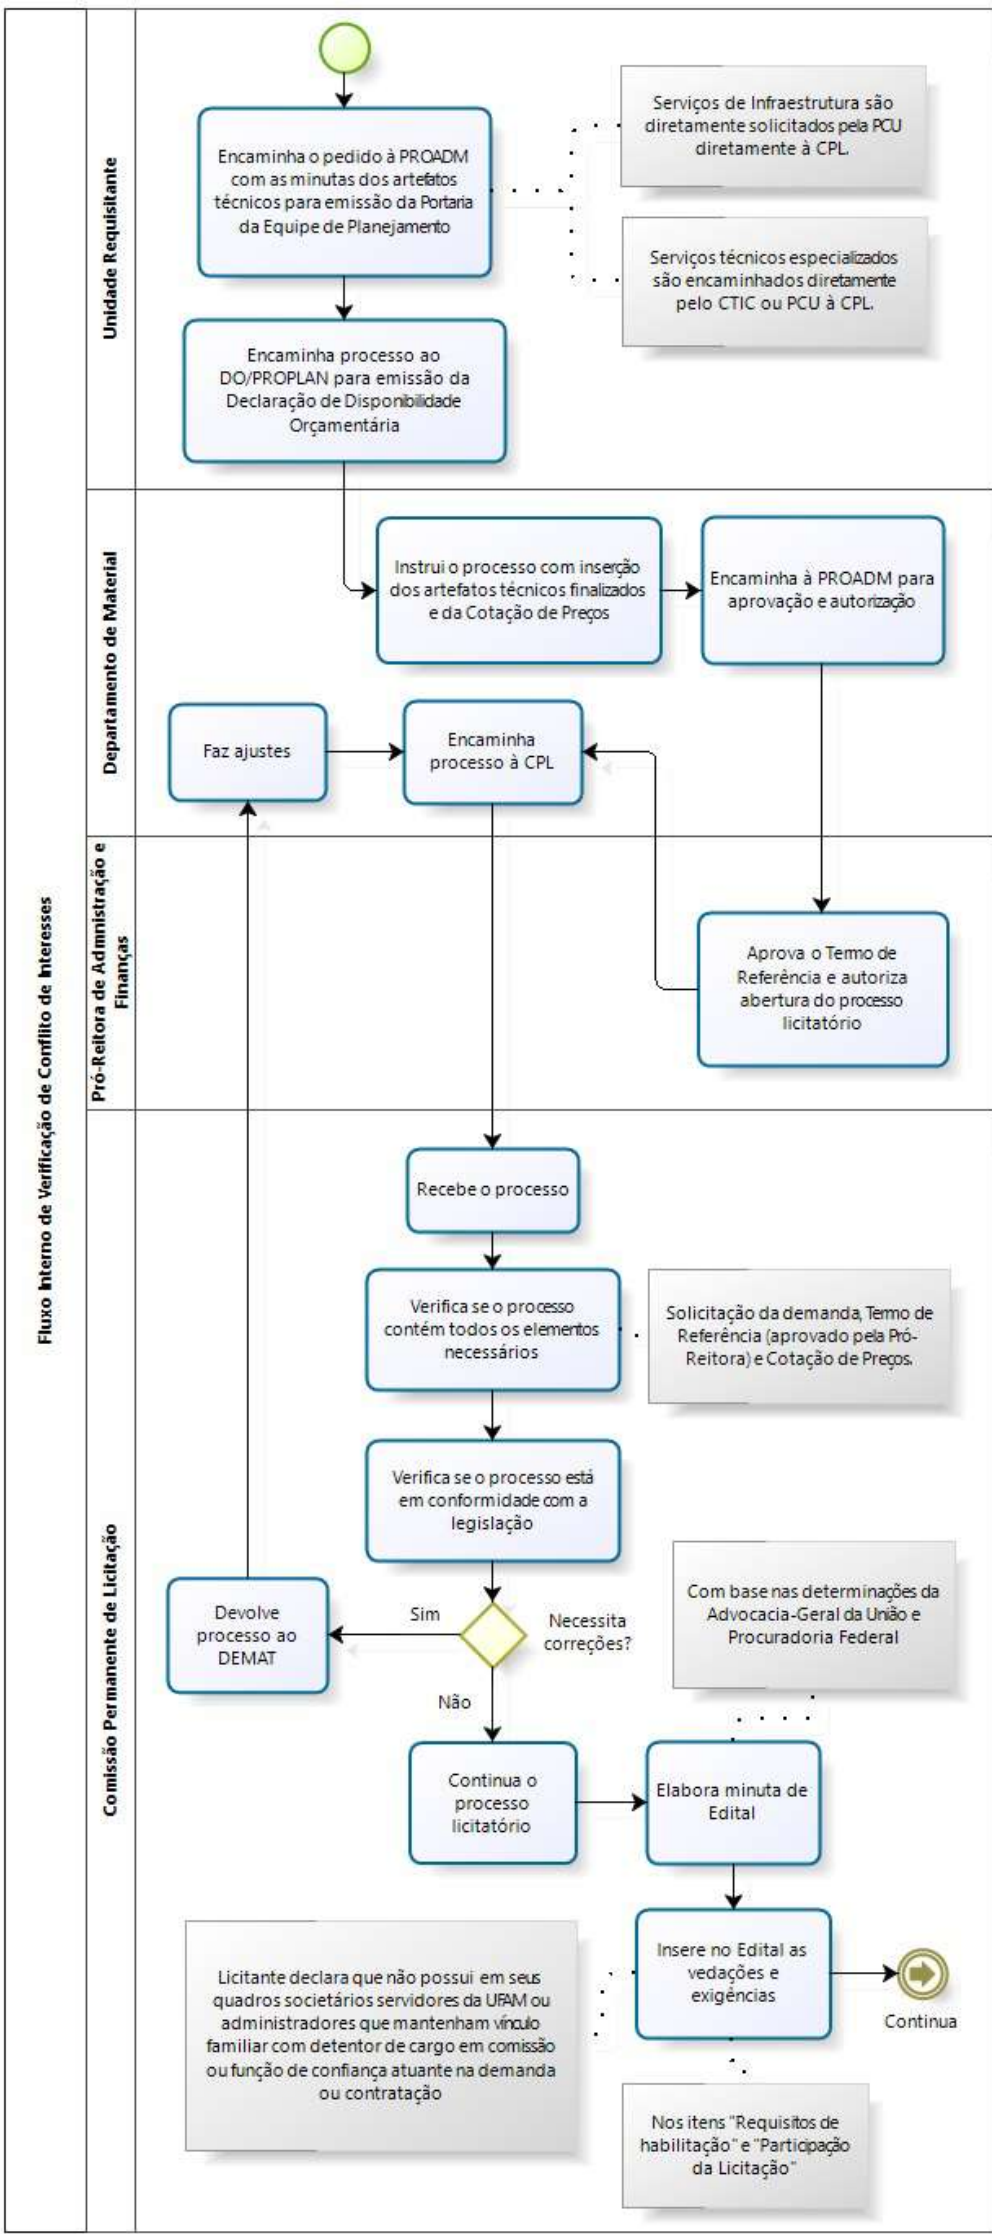 Fluxo Interno de Verificação de Conflito de Interesses
Unidade Requisitante
Encaminha o pedido à PROADM
com as minutas dos artefatos
técnicos para emissão da Portaria
da Equipe de Planejamento
Serviços de Infraestrutura são
diretamente solicitados pela PCU
diretamente à CPL.
Serviços técnicos especializados
são encaminhados diretamente
pelo CTIC ou PCU à CPL.
Encaminha processo ao
DO/PROPLAN para emissão da
Declaração de Disponibilidade
Orçamentária
Departamento de Material
Instrui o processo com inserção
dos artefatos técnicos finalizados
e da Cotação de Preços
Encaminha à PROADM para
aprovação e autorização
Faz ajustes
Encaminha
processo à CPL
Pró-Reitora de Admnistração e
Finanças
Aprova o Termo de
Referência e autoriza
abertura do processo
licitatório
Comissão Permanente de Licitação
Recebe o processo
Verifica se o processo
contém todos os elementos
necessários
Solicitação da demanda, Termo de
Referência (aprovado pela Pró-
Reitora) e Cotação de Preços.
Verifica se o processo está
em conformidade com a
legislação
Necessita
correções?
Sim
Devolve
processo ao
DEMAT
Não
Continua o
processo
licitatório
Com base nas determinações da
Advocacia-Geral da União e
Procuradoria Federal
Elabora minuta de
Edital
Insere no Edital as
vedações e
exigências
Continua
Licitante declara que não possui em seus
quadros societários servidores da UFAM ou
administradores que mantenham vínculo
familiar com detentor de cargo em comissão
ou função de confiança atuante na demanda
ou contratação
Nos itens "Requisitos de
habilitação" e "Participação
da Licitação"